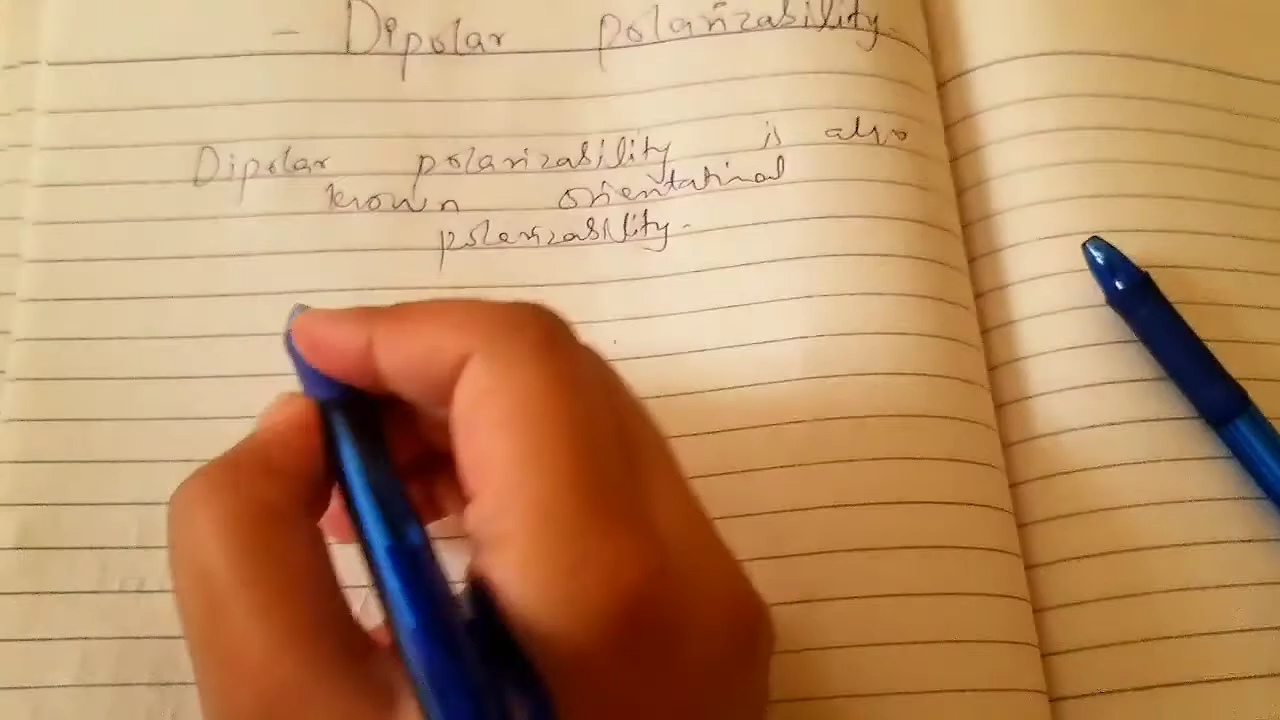 - Dipolar polarizability.
Dipolar polarizability is also
known orientational
polarizability.